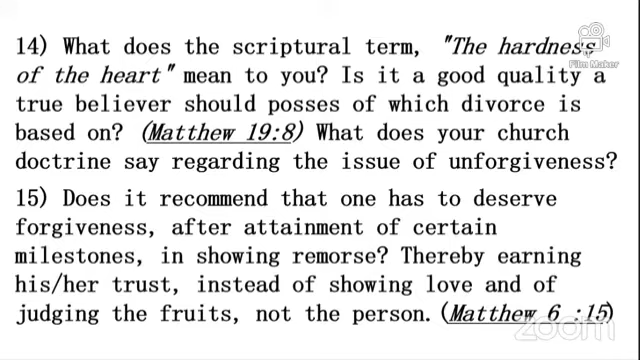 14) What does the scriptural term, "The hardness
of the heart" mean to you? Is it a good quality a
true believer should posses of which divorce is
based on? (Matthew 19:8) What does your church
doctrine say regarding the issue of unforgiveness?
15) Does it recommend that one has to deserve
forgiveness, after attainment of certain
milestones, in showing remorse? Thereby earning
his/her trust, instead of showing love and of
judging the fruits, not the person. (Matthew 6 :15)
Film Maker
zoom